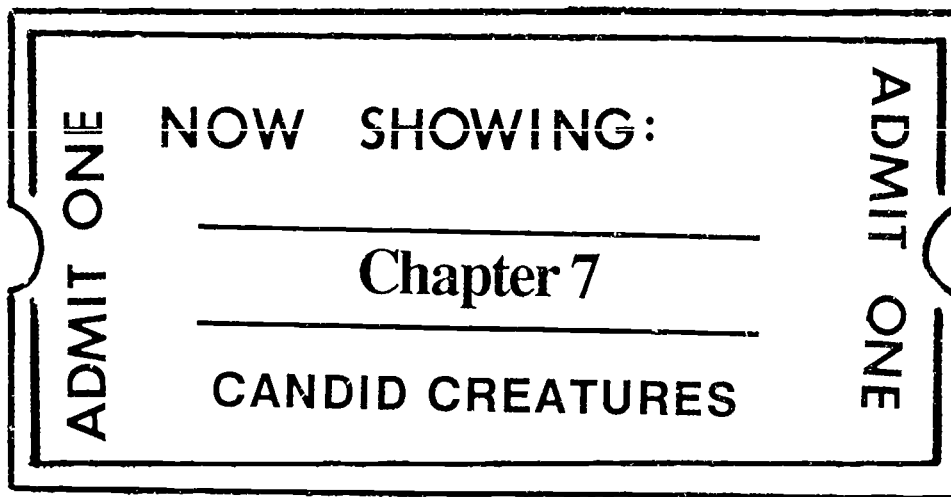 ADMIT ONE
NOW SHOWING:
Chapter 7
CANDID CREATURES
ADMIT ONE